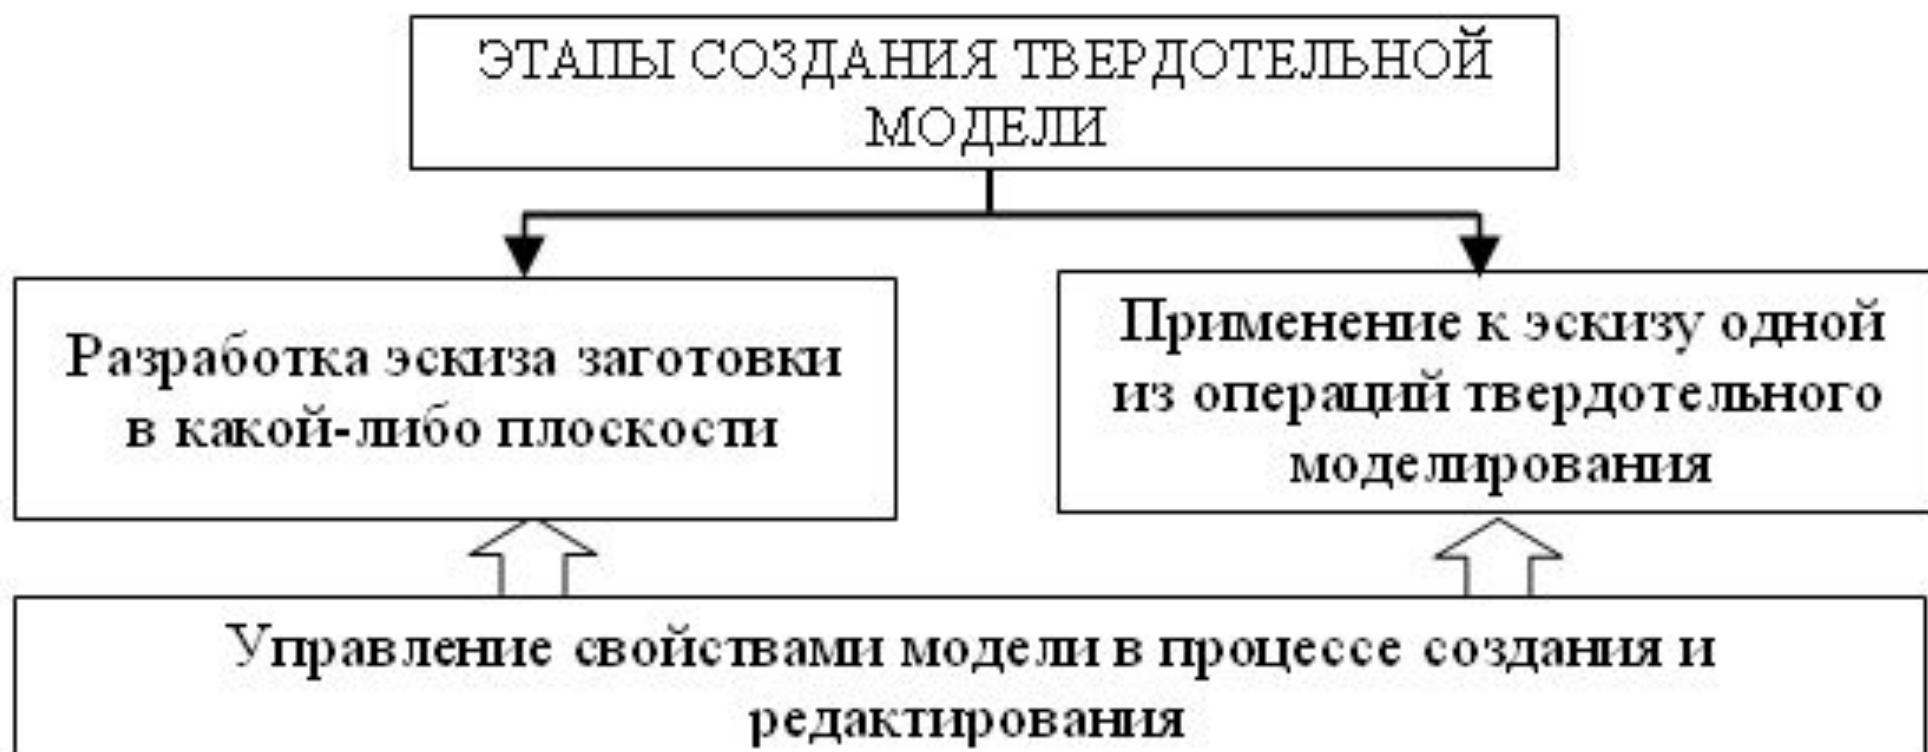 ЭТАПЫ СОЗДАНИЯ ТВЕРДОТЕЛЬНОЙ
МОДЕЛИ
Разработка эскиза заготовки
в какой-либо плоскости
Применение к эскизу одной
из операций твердотельного
моделирования
Управление свойствами модели в процессе создания и
редактирования